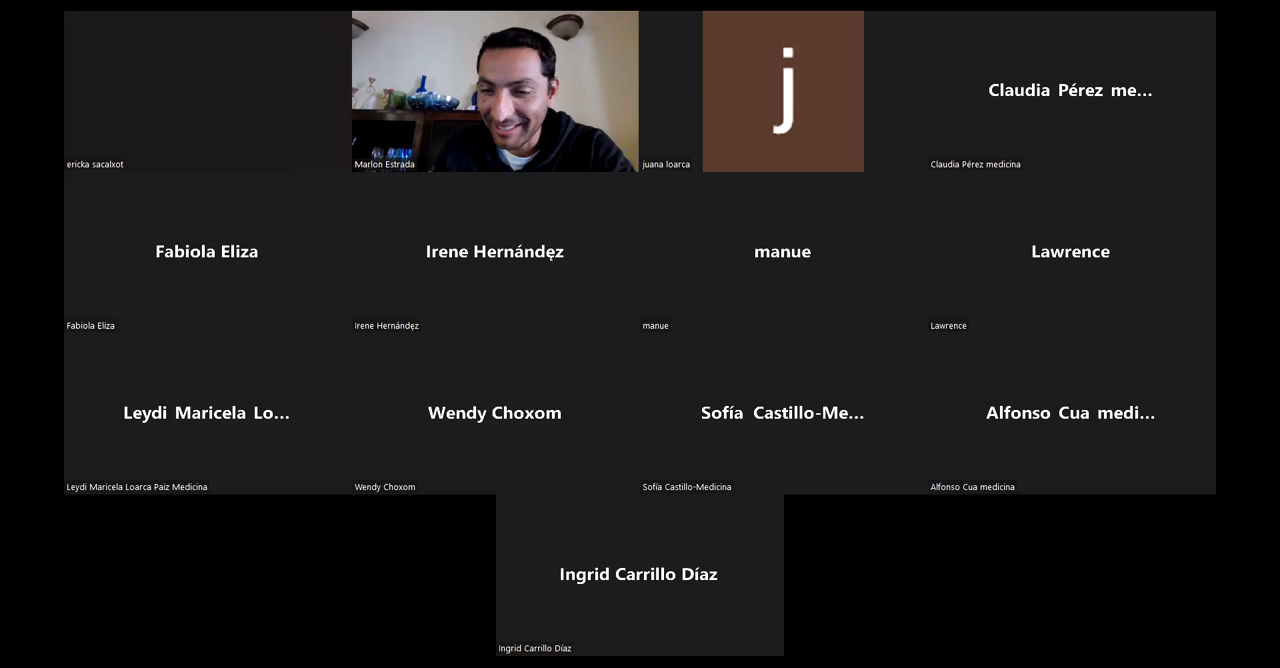 j
Claudia Pérez me...
ericka sacalxot
Marlon Estrada
juana loarca
Claudia Pérez medicina
Fabiola Eliza
Irene Hernández
manue
Lawrence
Fabiola Eliza
Irene Hernández
manue
Lawrence
Leydi Maricela Lo...
Wendy Choxom
Sofía Castillo-Me...
Alfonso Cua medi...
Leydi Maricela Loarca Paiz Medicina
Wendy Choxom
Sofía Castillo-Medicina
Alfonso Cua medicina
Ingrid Carrillo Díaz
Ingrid Carrillo Díaz